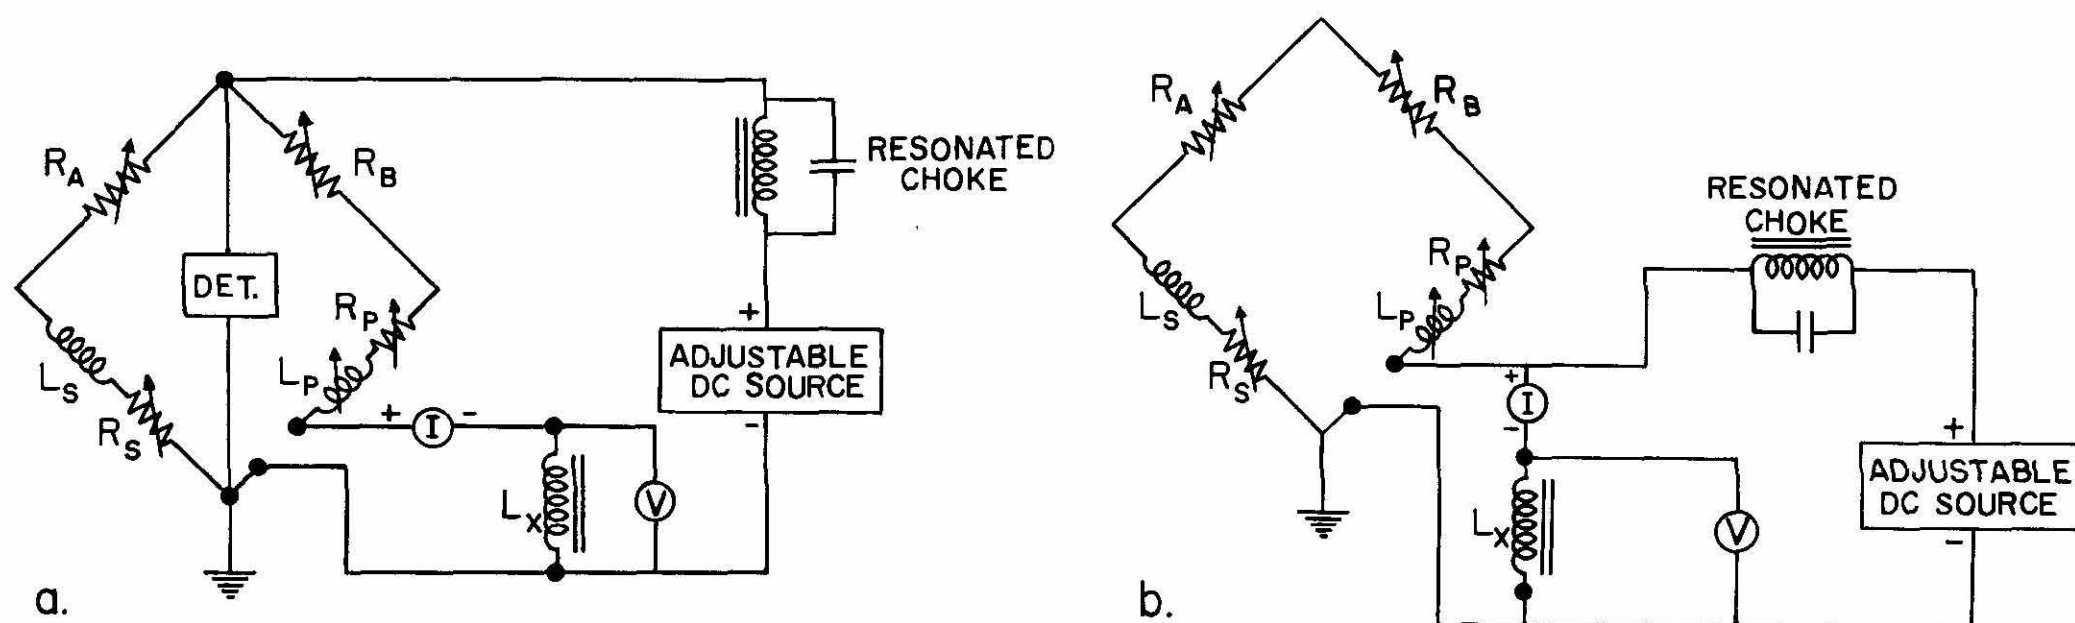 R_A
R_B
DET.
L_S
R_S
R_P
L_P
+
I
-
L_X
V
RESONATED
CHOKE
+
ADJUSTABLE
DC SOURCE
-
a.
R_A
R_B
L_S
R_S
R_P
L_P
RESONATED
CHOKE
+
I
-
L_X
V
+
ADJUSTABLE
DC SOURCE
-
b.